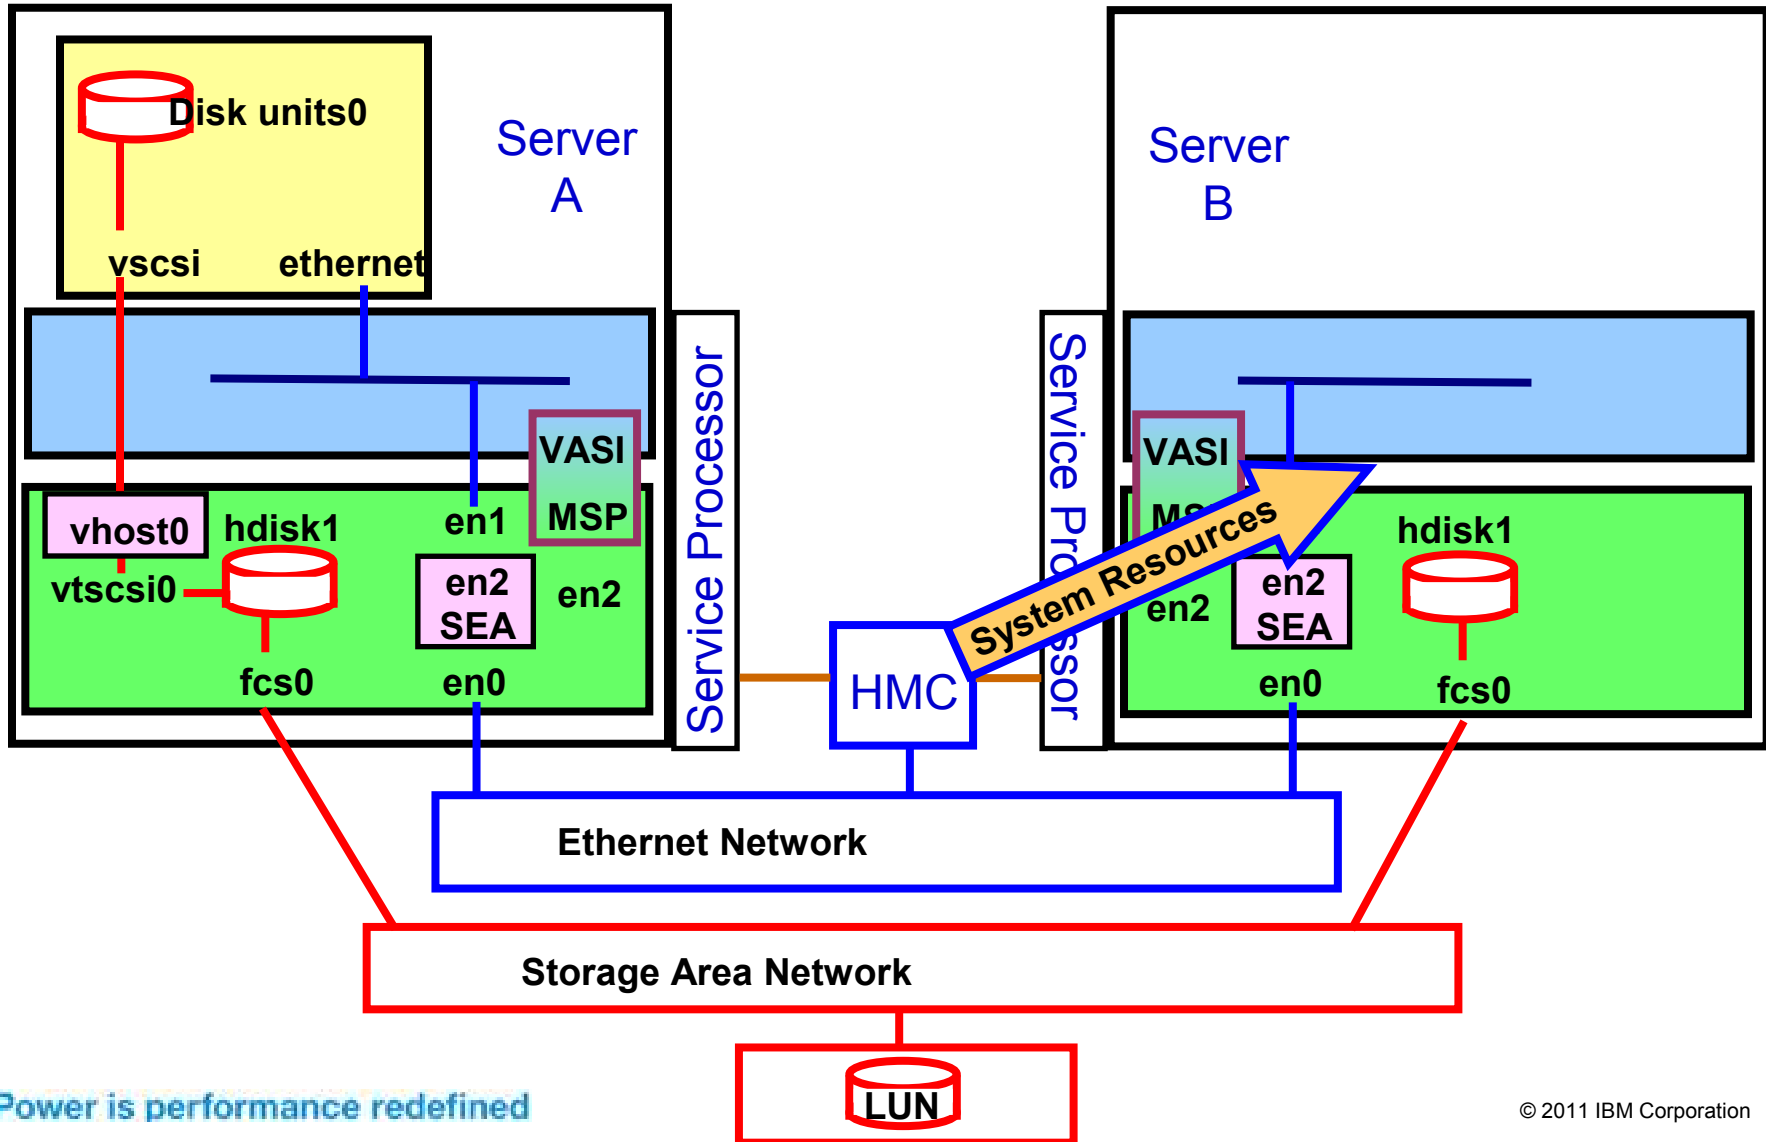 Disk units0
Server
A
vscsi
ethernet
VASI
MSP
vhost0
hdisk1
en1
vtscsi0
en2
SEA
en2
fcs0
en0
Service Processor
HMC
System Resources
Service Processor
Server
B
VASI
en2
en2
SEA
en0
hdisk1
fcs0
Ethernet Network
Storage Area Network
LUN
Power is performance redefined
© 2011 IBM Corporation